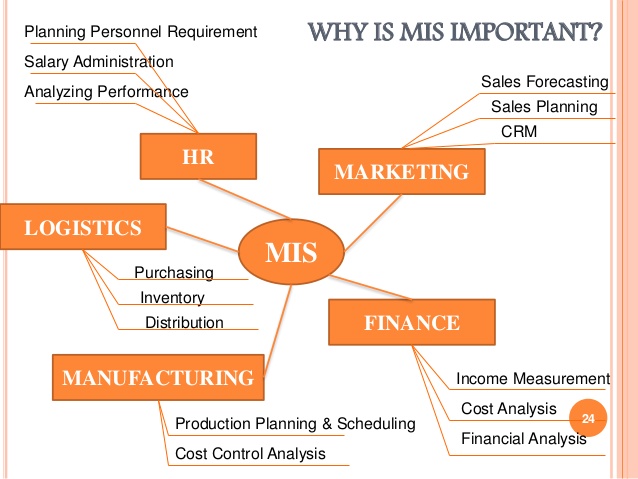 WHY IS MIS IMPORTANT?
Planning Personnel Requirement
Salary Administration
Analyzing Performance
HR
Sales Forecasting
Sales Planning
CRM
MARKETING
LOGISTICS
Purchasing
Inventory
Distribution
MIS
FINANCE
Income Measurement
Cost Analysis
Financial Analysis
MANUFACTURING
Production Planning & Scheduling
Cost Control Analysis
24